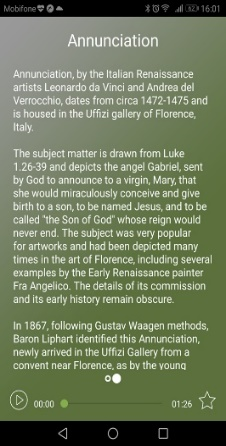 Mobifone
82
16:01
Annunciation
Annunciation, by the Italian Renaissance
artists Leonardo da Vinci and Andrea del
Verrocchio, dates from circa 1472-1475 and
is housed in the Uffizi gallery of Florence,
Italy.
The subject matter is drawn from Luke
1.26-39 and depicts the angel Gabriel, sent
by God to announce to a virgin, Mary, that
she would miraculously conceive and give
birth to a son, to be named Jesus, and to be
called "the Son of God" whose reign would
never end. The subject was very popular
for artworks and had been depicted many
times in the art of Florence, including several
examples by the Early Renaissance painter
Fra Angelico. The details of its commission
and its early history remain obscure.
In 1867, following Gustav Waagen methods,
Baron Liphart identified this Annunciation,
newly arrived in the Uffizi Gallery from a
convent near Florence, as by the young
00:00
01:26